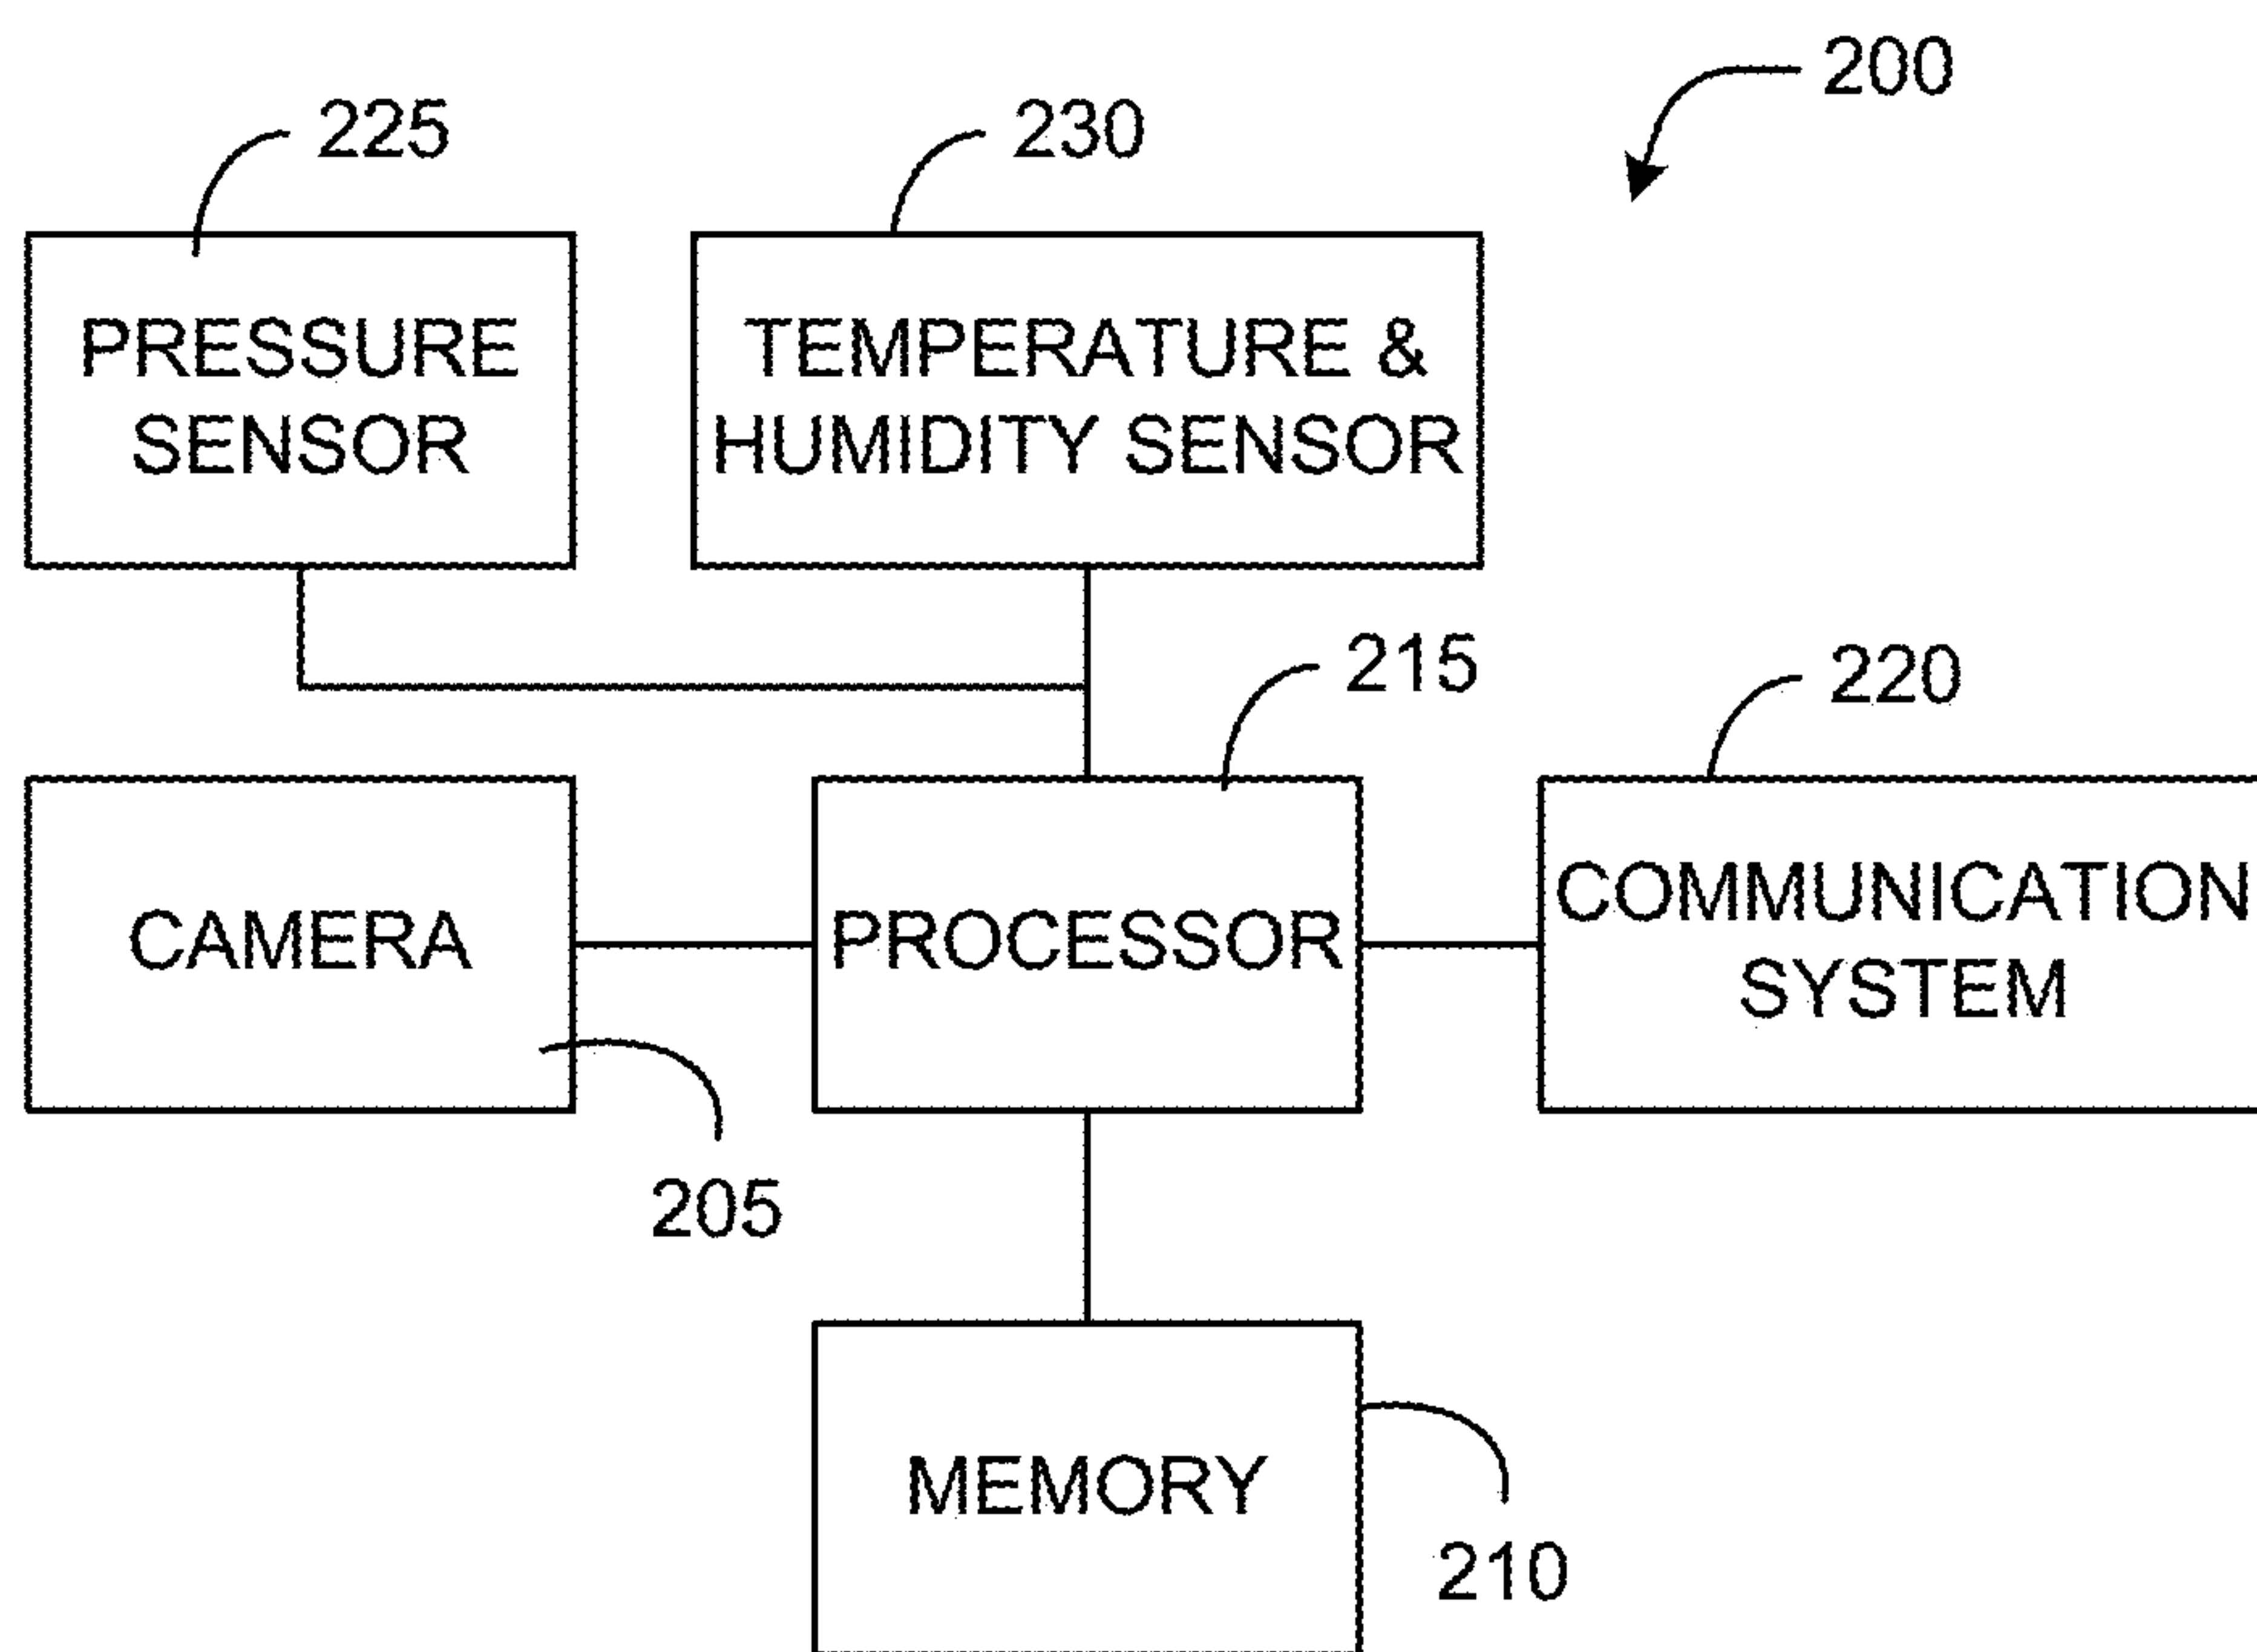 200
225
230
PRESSURE
SENSOR
TEMPERATURE &
HUMIDITY SENSOR
215
220
CAMERA
PROCESSOR
COMMUNICATION
SYSTEM
205
MEMORY
210